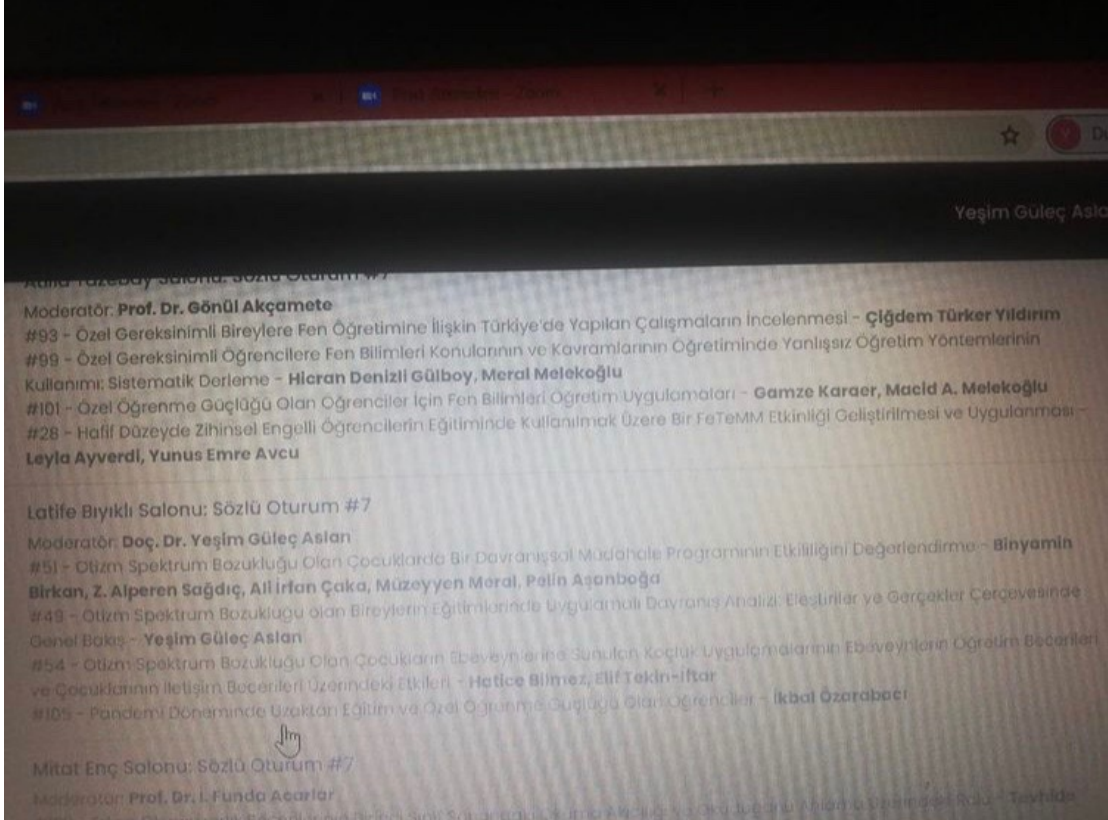 Yeşim Güleç Asla
Salonu: Sözlü Oturum #7
Moderatör: Prof. Dr. Gönül Akçamete
#93 - Özel Gereksinimli Bireylere Fen Öğretimine İlişkin Türkiye'de Yapılan Çalışmaların İncelenmesi - Çiğdem Türker Yıldırım
#99 - Özel Gereksinimli Öğrencilere Fen Bilimleri Konularının ve Kavramlarının Öğretiminde Yanlışsız Öğretim Yöntemlerinin
Kullanımı: Sistematik Derleme - Hicran Denizli Gülboy, Meral Melekoğlu
#101 - Özel Öğrenme Güçlüğü Olan Öğrenciler İçin Fen Bilimleri Öğretim Uygulamaları - Gamze Karaer, Macid A. Melekoğlu
#28 - Hafif Düzeyde Zihinsel Engelli Öğrencilerin Eğitiminde Kullanılmak Üzere Bir FeTeMM Etkinliği Geliştirilmesi ve Uygulanması -
Leyla Ayverdi, Yunus Emre Avcu
Latife Bıyıklı Salonu: Sözlü Oturum #7
Moderatör: Doç. Dr. Yeşim Güleç Aslan
#51 - Otizm Spektrum Bozukluğu Olan Çocuklarda Bir Davranışsal Müdahale Programının Etkililiğini Değerlendirme - Binyamin
Birkan, Z. Alperen Sağdıç, Ali İrfan Çaka, Müzeyyen Meral, Pelin Asanboğa
#49 - Otizm Spektrum Bozukluğu olan Bireylerin Eğitimlerinde Uygulamalı Davranış Analizi: Eleştiriler ve Gerçekler Çerçevesinde
Genel Bakış - Yeşim Güleç Aslan
#54 - Otizm Spektrum Bozukluğu Olan Çocukların Ebeveynlerine Sunulan Koçluk Uygulamalarının Ebeveynlerin Öğretim Becerileri
ve Çocuklarının İletişim Becerileri Üzerindeki Etkileri - Hatice Bilmez, Elif Tekin-İftar
#105 - Pandemi Döneminde Uzaktan Eğitim ve Özel Öğrenme Güçlüğü Olan Öğrenciler - İkbal Özarabacı
Mitat Enç Salonu: Sözlü Oturum #7
Moderatör: Prof. Dr. İ. Funda Acarlar